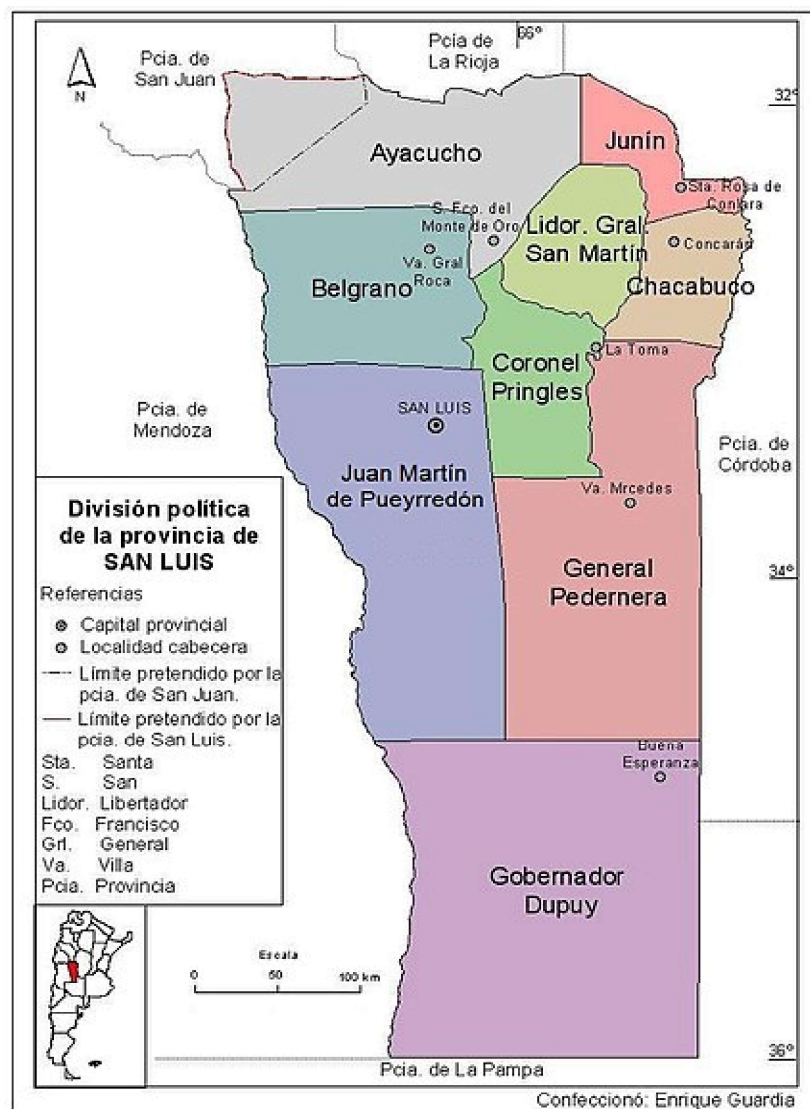 Pcia. de
San Juan
Pcia de
La Rioja
66°
N
32°
Ayacucho
Junín
Sta. Rosa de
Conlara
S. Fco. del
Monte de Oro
Lidor. Gral.
San Martín
Va. Gral
Roca
Concarán
Belgrano
Chacabuco
La Toma
Coronel
Pringles
Pcia. de
Mendoza
SAN LUIS
Pcia. de
Córdoba
Juan Martín
de Pueyrredón
Va. Mrcedes
General
Pedernera
34°
División política
de la provincia de
SAN LUIS
Referencias
Capital provincial
Localidad cabecera
Límite pretendido por la
pcia. de San Juan.
Límite pretendido por la
pcia. de San Luis.
Sta. Santa
S. San
Lidor. Libertador
Fco. Francisco
Grl. General
Va. Villa
Pcia. Provincia
Buena
Esperanza
Gobernador
Dupuy
Escala
0 50 100 km
36°
Pcia. de La Pampa
Confeccionó: Enrique Guardia